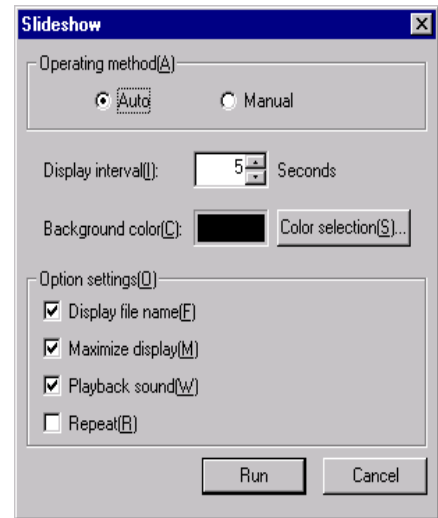 Slideshow
Operating method(A)
Auto Manual
Display interval(I): 5 Seconds
Background color(C): Color selection(S)...
Option settings(O)
Display file name(F)
Maximize display(M)
Playback sound(W)
Repeat(R)
Run Cancel